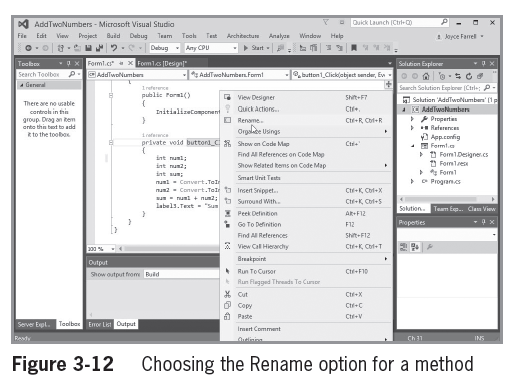 AddTwoNumbers - Microsoft Visual Studio
Quick Launch (Ctrl+Q)
File Edit View Project Build Debug Team Tools Test Architecture Analyze Window Help
Joyce Farrell
Debug Any CPU Start
Toolbox
Search Toolbox
General
There are no usable
controls in this
group. Drag an item
onto this text to add
it to the toolbox.
Form1.cs* Form1.cs [Design]*
AddTwoNumbers AddTwoNumbers.Form1 button1_Click(object sender, Ev
1 reference
public Form1()
{
InitializeComponent
}
1 reference
private void button1_C
{
int num1;
int num2;
int sum;
num1 = Convert.ToIn
num2 = Convert.ToIn
sum = num1 + num2;
label3.Text = "Sum
}
}
}
100 %
Output
Show output from: Build
View Designer Shift+F7
Quick Actions... Ctrl+.
Rename... Ctrl+R, Ctrl+R
Organize Usings
Show on Code Map Ctrl+`
Find All References on Code Map
Show Related Items on Code Map
Smart Unit Tests
Insert Snippet... Ctrl+K, Ctrl+X
Surround With... Ctrl+K, Ctrl+S
Peek Definition Alt+F12
Go To Definition F12
Find All References Shift+F12
View Call Hierarchy Ctrl+K, Ctrl+T
Breakpoint
Run To Cursor Ctrl+F10
Run Flagged Threads To Cursor
Cut Ctrl+X
Copy Ctrl+C
Paste Ctrl+V
Insert Comment
Outlining
Solution Explorer
Search Solution Explorer (Ctrl+;
Solution 'AddTwoNumbers' (1 p
AddTwoNumbers
Properties
References
App.config
Form1.cs
Form1.Designer.cs
Form1.resx
Form1
Program.cs
Solution... Team Exp... Class View
Properties
Server Expl... Toolbox Error List Output
Ready Ch 31 INS
Figure 3-12 Choosing the Rename option for a method